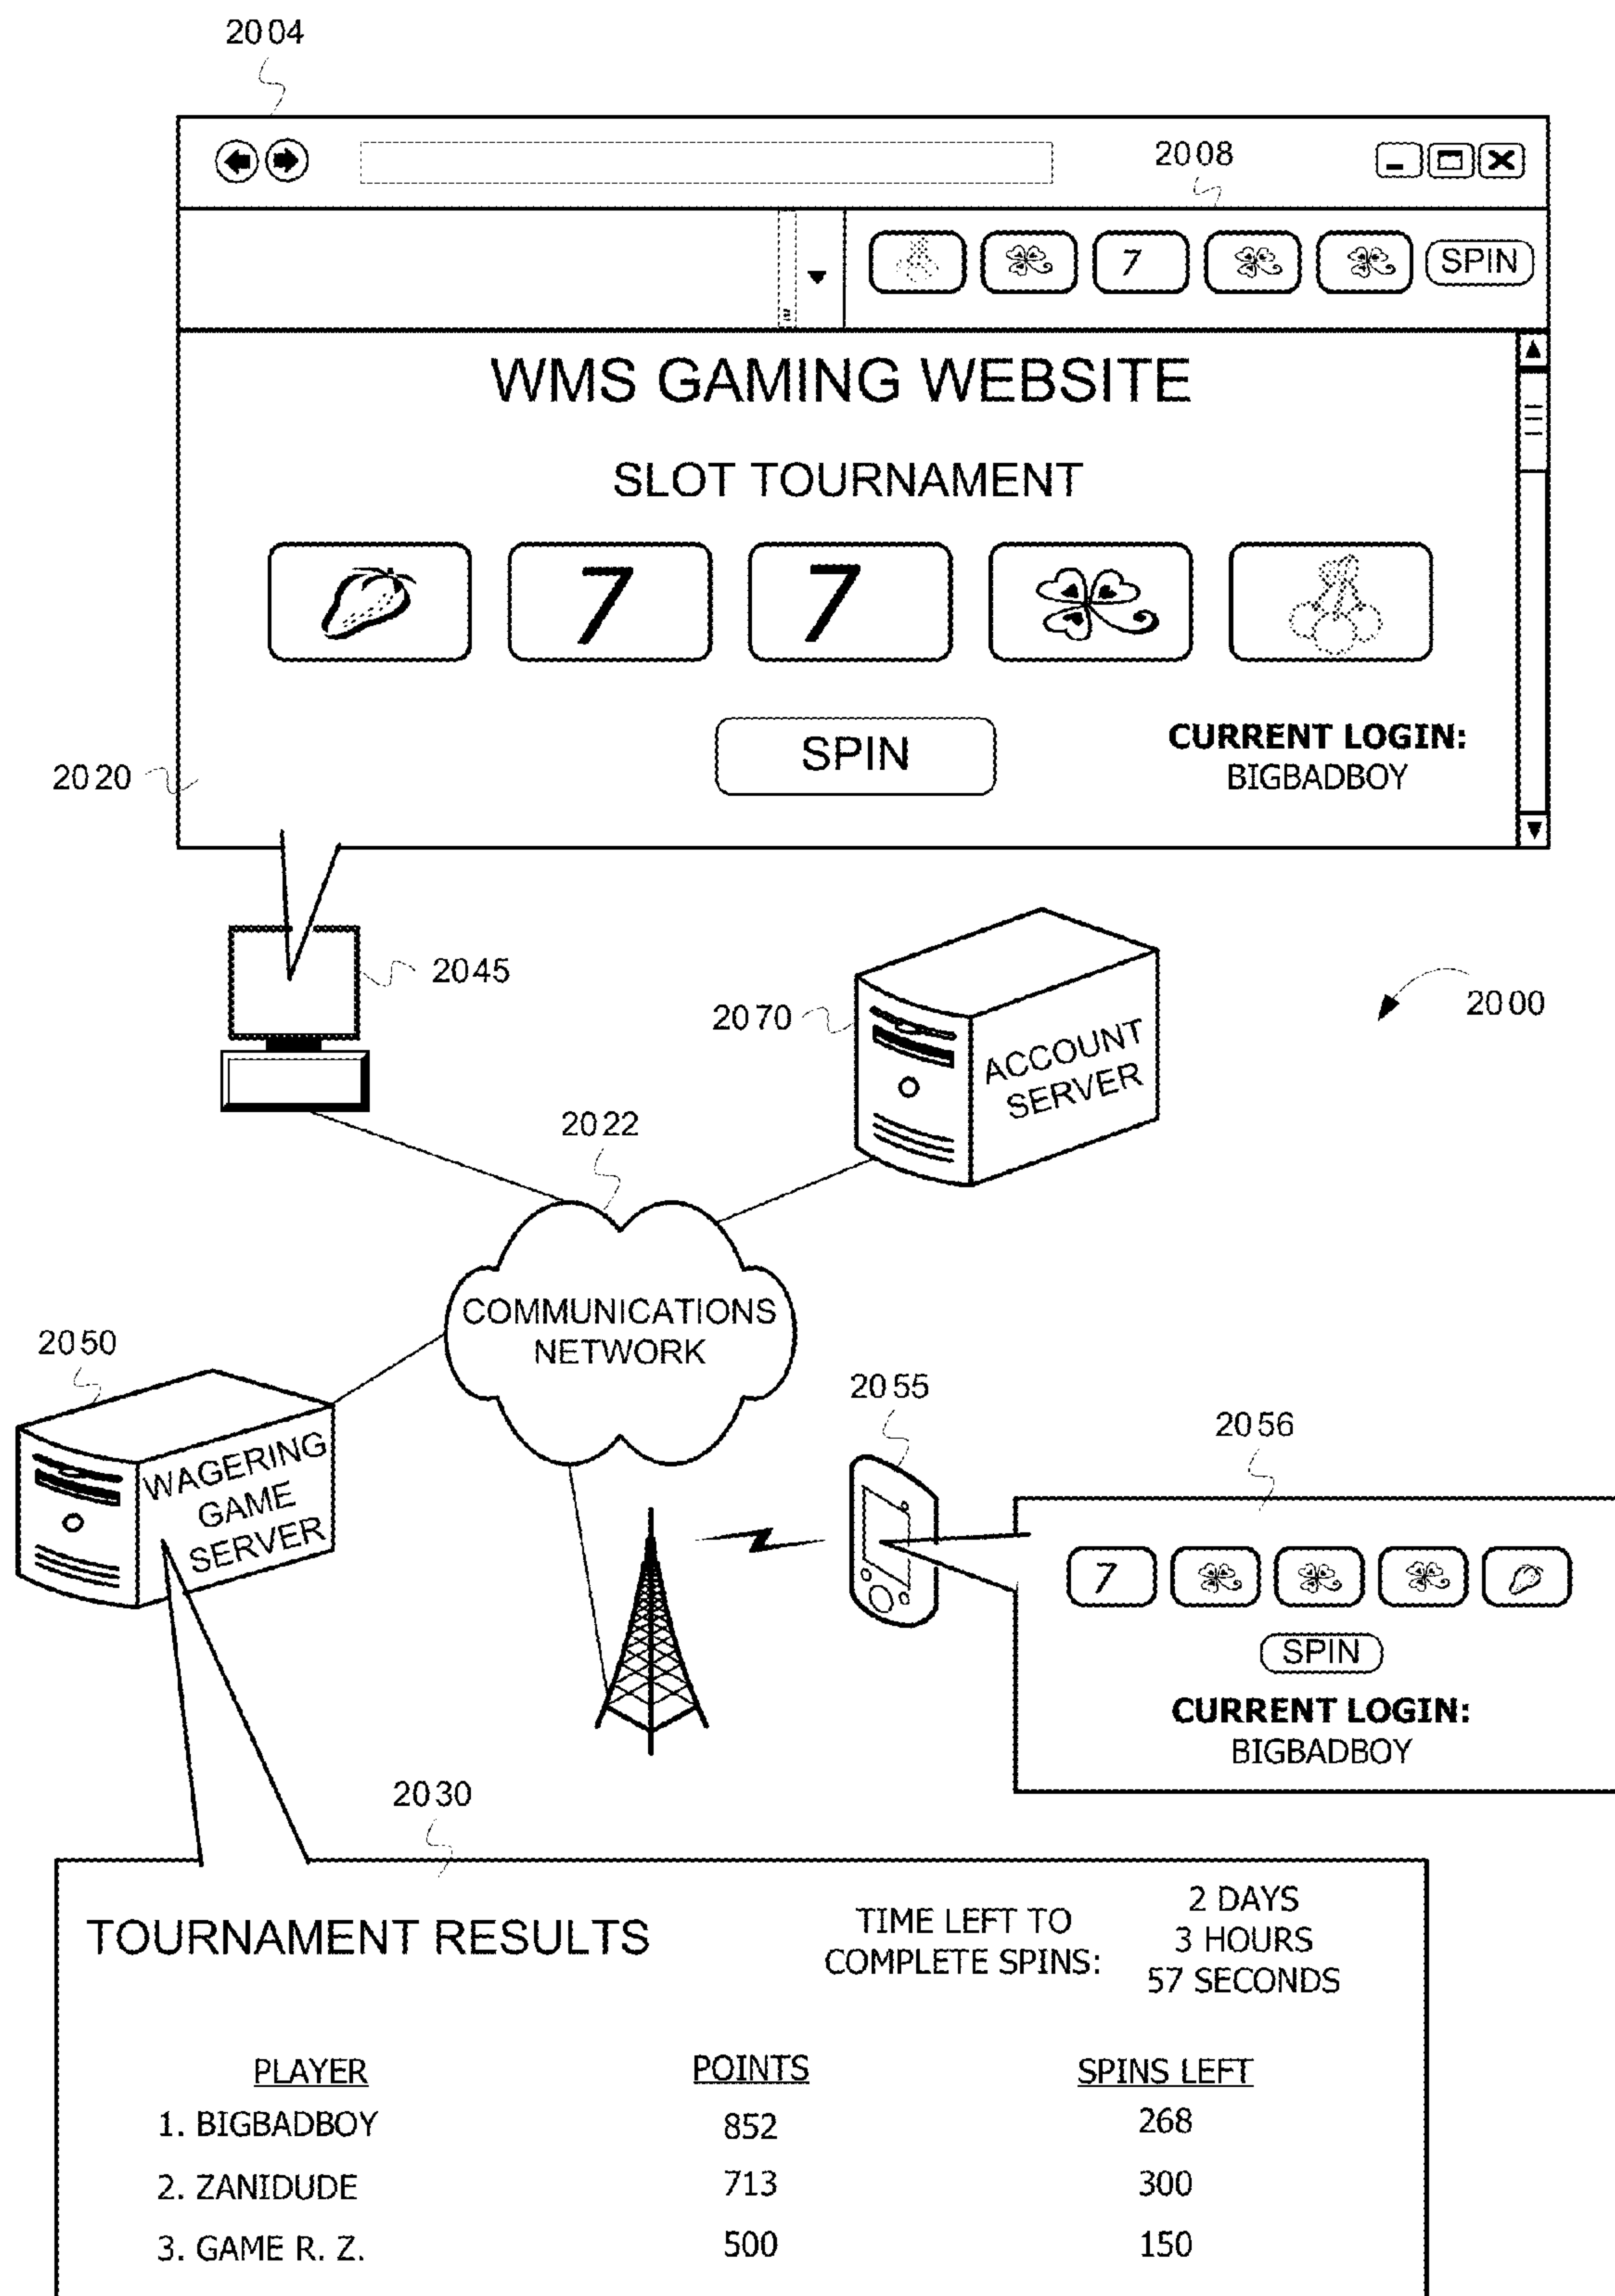 2004
2008
7
SPIN
WMS GAMING WEBSITE
SLOT TOURNAMENT
7 7
SPIN
CURRENT LOGIN:
BIGBADBOY
2020
2045
2070
ACCOUNT
SERVER
2000
2022
COMMUNICATIONS
NETWORK
2050
WAGERING
GAME
SERVER
2055
2056
7
SPIN
CURRENT LOGIN:
BIGBADBOY
2030
TOURNAMENT RESULTS
TIME LEFT TO
COMPLETE SPINS:
2 DAYS
3 HOURS
57 SECONDS
PLAYER POINTS SPINS LEFT
1. BIGBADBOY 852 268
2. ZANIDUDE 713 300
3. GAME R. Z. 500 150